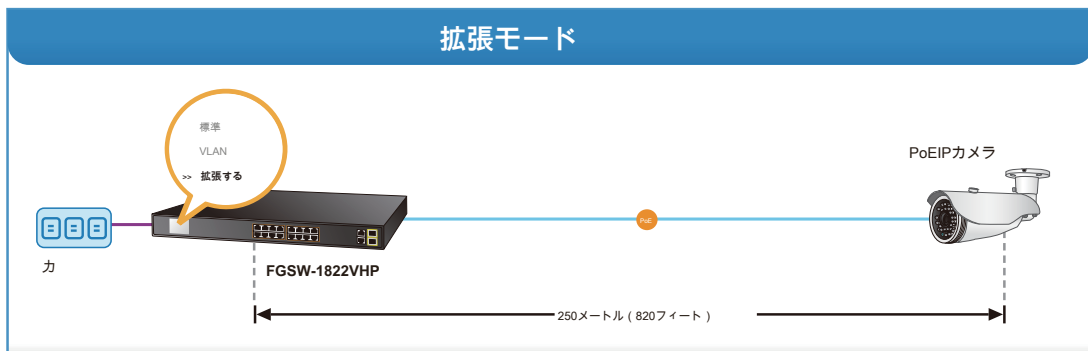 拡張モード
標準
VLAN
>> 拡張する
PoEIPカメラ
PoE
力
FGSW-1822VHP
250メートル（820フィート）